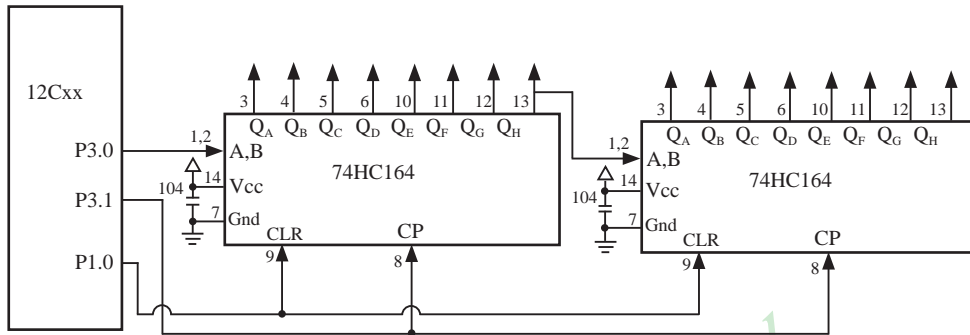 12Cxx
P3.0
P3.1
P1.0
3 4 5 6 10 11 12 13
QA QB QC QD QE QF QG QH
1,2
A,B
74HC164
14
Vcc
104
7
Gnd
CLR
CP
9
8
3 4 5 6 10 11 12 13
QA QB QC QD QE QF QG QH
1,2
A,B
74HC164
14
Vcc
104
7
Gnd
CLR
CP
9
8